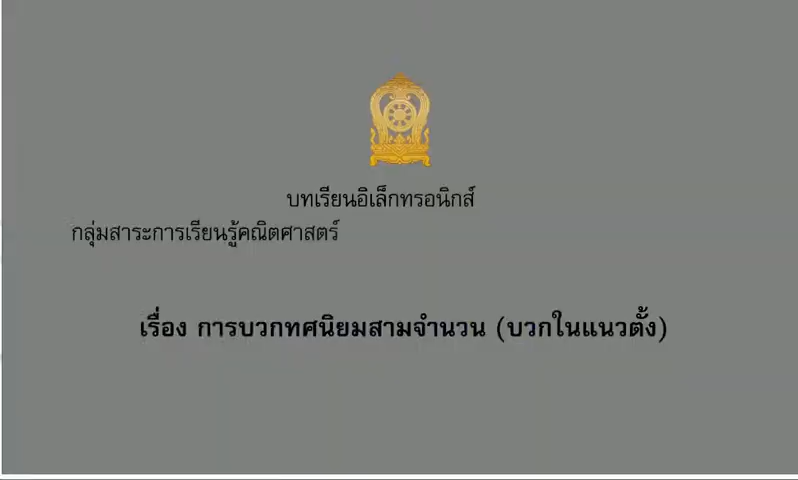 บทเรียนอิเล็กทรอนิกส์
กลุ่มสาระการเรียนรู้คณิตศาสตร์
เรื่อง การบวกทศนิยมสามจำนวน (บวกในแนวตั้ง)